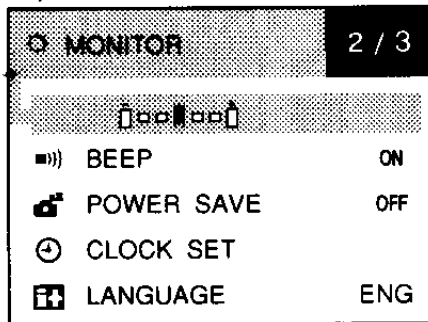 MONITOR 2 / 3
BEEP ON
POWER SAVE OFF
CLOCK SET
LANGUAGE ENG